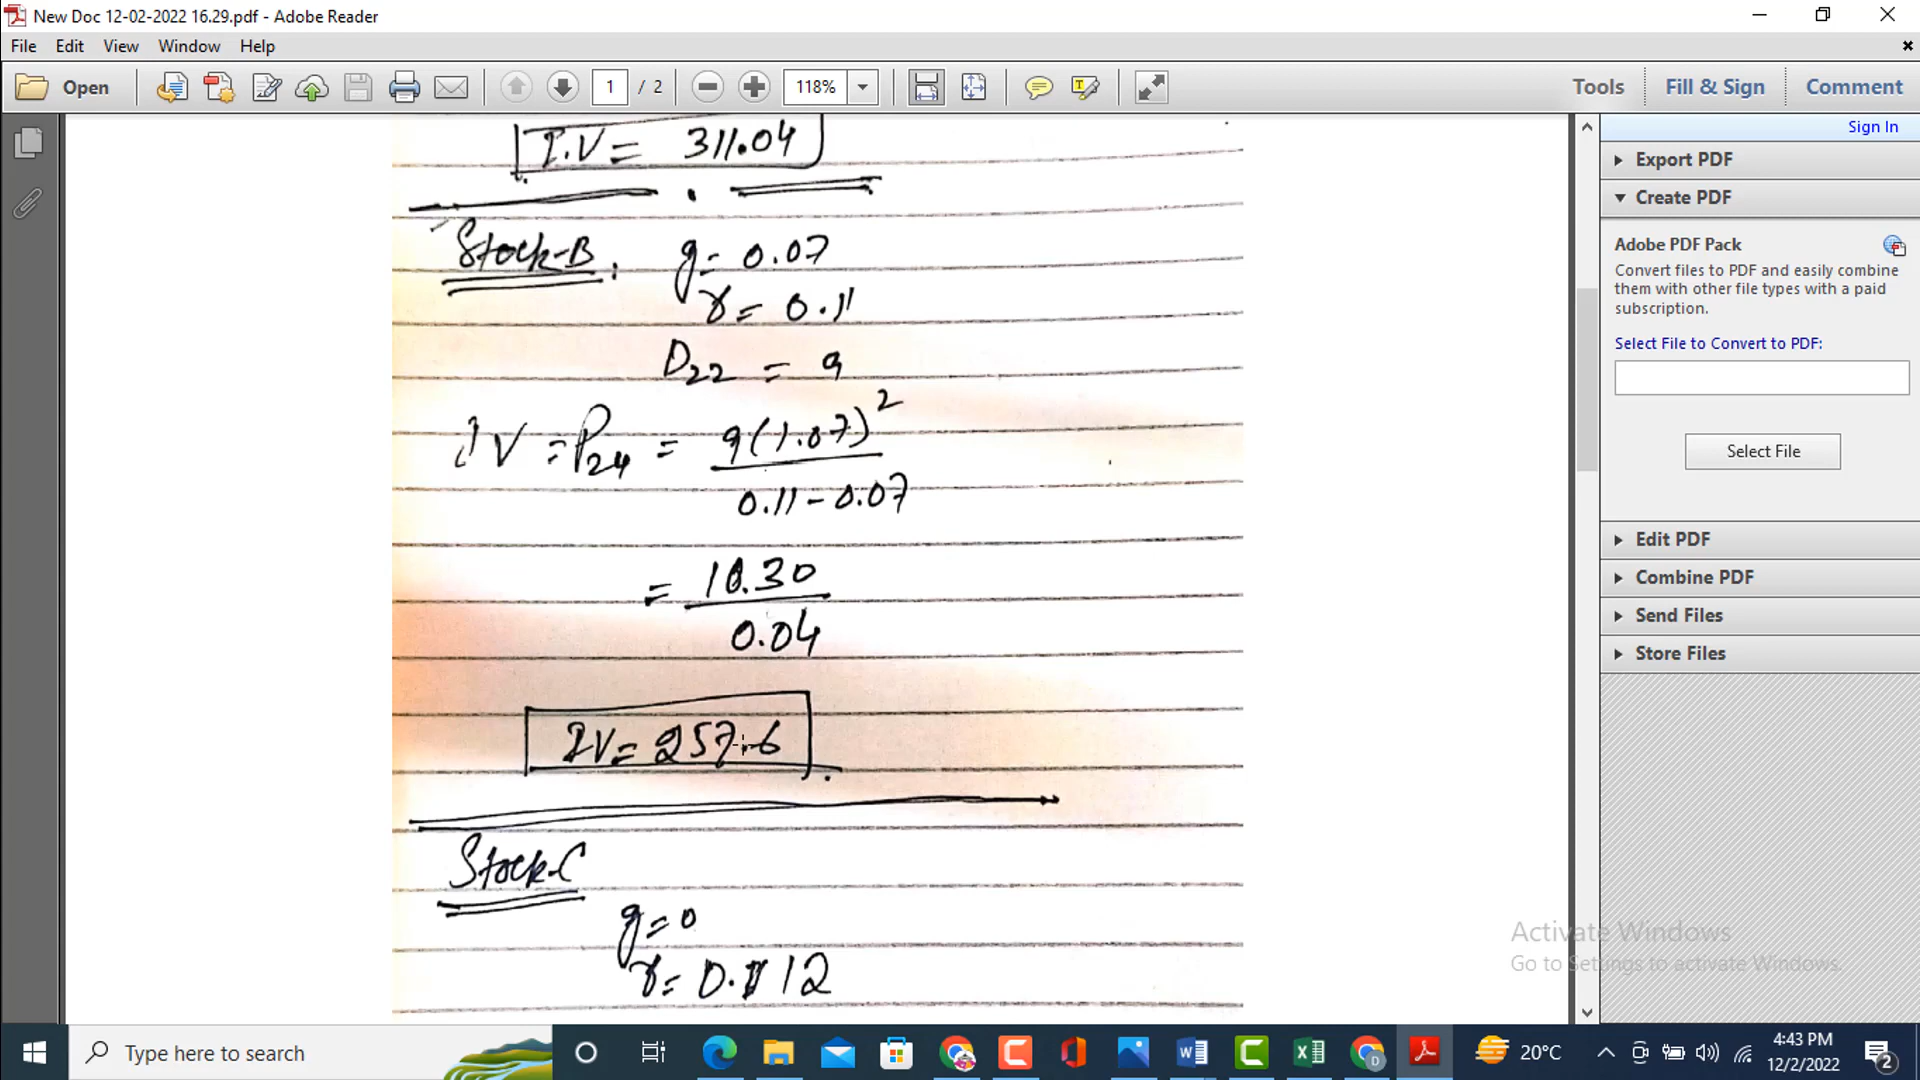 New Doc 12-02-2022 16.29.pdf - Adobe Reader
File Edit View Window Help
Open 1 / 2 118% Tools Fill & Sign Comment
Sign In
Export PDF
Create PDF
Adobe PDF Pack
Convert files to PDF and easily combine
them with other file types with a paid
subscription.
Select File to Convert to PDF:
Select File
Edit PDF
Combine PDF
Send Files
Store Files
I.V = 311.04
Stock-B. g = 0.07
r = 0.11
D22 = 9
IV = P24 = 9(1.07)²
0.11 - 0.07
= 10.30
0.04
IV = 257.6
Stock-C
g = 0
r = 0.112
Activate Windows
Go to Settings to activate Windows.
Type here to search
20°C
4:43 PM
12/2/2022
2